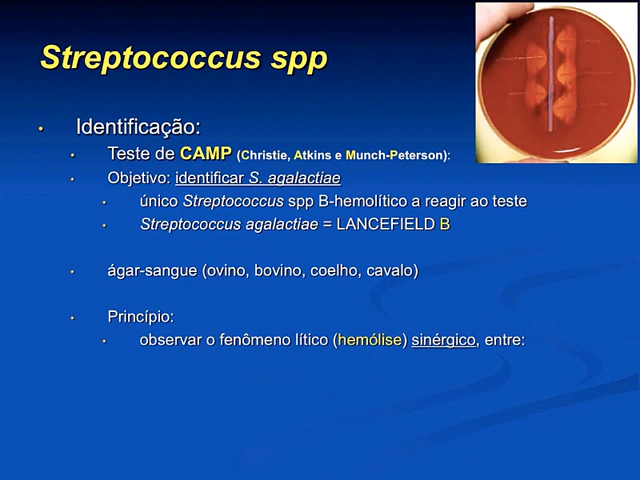 Streptococcus spp
• Identificação:
• Teste de CAMP (Christie, Atkins e Munch-Peterson):
• Objetivo: identificar S. agalactiae
• único Streptococcus spp B-hemolítico a reagir ao teste
• Streptococcus agalactiae = LANCEFIELD B
• ágar-sangue (ovino, bovino, coelho, cavalo)
• Princípio:
• observar o fenômeno lítico (hemólise) sinérgico, entre: